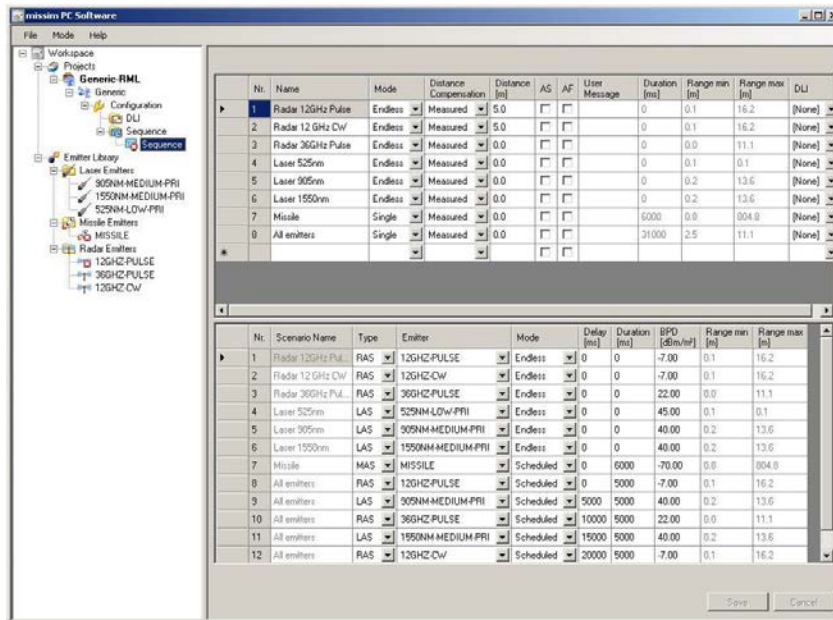 missim PC Software
File Mode Help
Workspace
Projects
Generic-RML
Generic
Configuration
DLI
Sequence
Sequence
Emitter Library
Laser Emitters
905NM-MEDIUM-PRI
1550NM-MEDIUM-PRI
525NM-LOW-PRI
Missile Emitters
MISSILE
Radar Emitters
12GHZ-PULSE
36GHZ-PULSE
12GHZ-CW
Nr. Name Mode Distance Compensation Distance [m] AS AF User Message Duration [ms] Range min [m] Range max [m] DLI
1 Radar 12GHz Pulse Endless Measured 5.0 0 0.1 16.2 [None]
2 Radar 12 GHz CW Endless Measured 5.0 0 0.1 16.2 [None]
3 Radar 36GHz Pulse Endless Measured 0.0 0 0.0 11.1 [None]
4 Laser 525nm Endless Measured 0.0 0 0.1 0.1 [None]
5 Laser 905nm Endless Measured 0.0 0 0.2 13.6 [None]
6 Laser 1550nm Endless Measured 0.0 0 0.2 13.6 [None]
7 Missile Single Measured 0.0 6000 0.8 804.8 [None]
8 All emitters Single Measured 0.0 31000 2.5 11.1 [None]
Nr. Scenario Name Type Emitter Mode Delay [ms] Duration [ms] BPD [dBm/m²] Range min [m] Range max [m]
1 Radar 12GHz Pul... RAS 12GHZ-PULSE Endless 0 0 -7.00 0.1 16.2
2 Radar 12 GHz CW RAS 12GHZ-CW Endless 0 0 -7.00 0.1 16.2
3 Radar 36GHz Pul... RAS 36GHZ-PULSE Endless 0 0 22.00 0.0 11.1
4 Laser 525nm LAS 525NM-LOW-PRI Endless 0 0 45.00 0.1 0.1
5 Laser 905nm LAS 905NM-MEDIUM-PRI Endless 0 0 40.00 0.2 13.6
6 Laser 1550nm LAS 1550NM-MEDIUM-PRI Endless 0 0 40.00 0.2 13.6
7 Missile MAS MISSILE Scheduled 0 6000 -70.00 0.8 804.8
8 All emitters RAS 12GHZ-PULSE Scheduled 0 5000 -7.00 0.1 16.2
9 All emitters LAS 905NM-MEDIUM-PRI Scheduled 5000 5000 40.00 0.2 13.6
10 All emitters RAS 36GHZ-PULSE Scheduled 10000 5000 22.00 0.0 11.1
11 All emitters LAS 1550NM-MEDIUM-PRI Scheduled 15000 5000 40.00 0.2 13.6
12 All emitters RAS 12GHZ-CW Scheduled 20000 5000 -7.00 0.1 16.2
Save Cancel